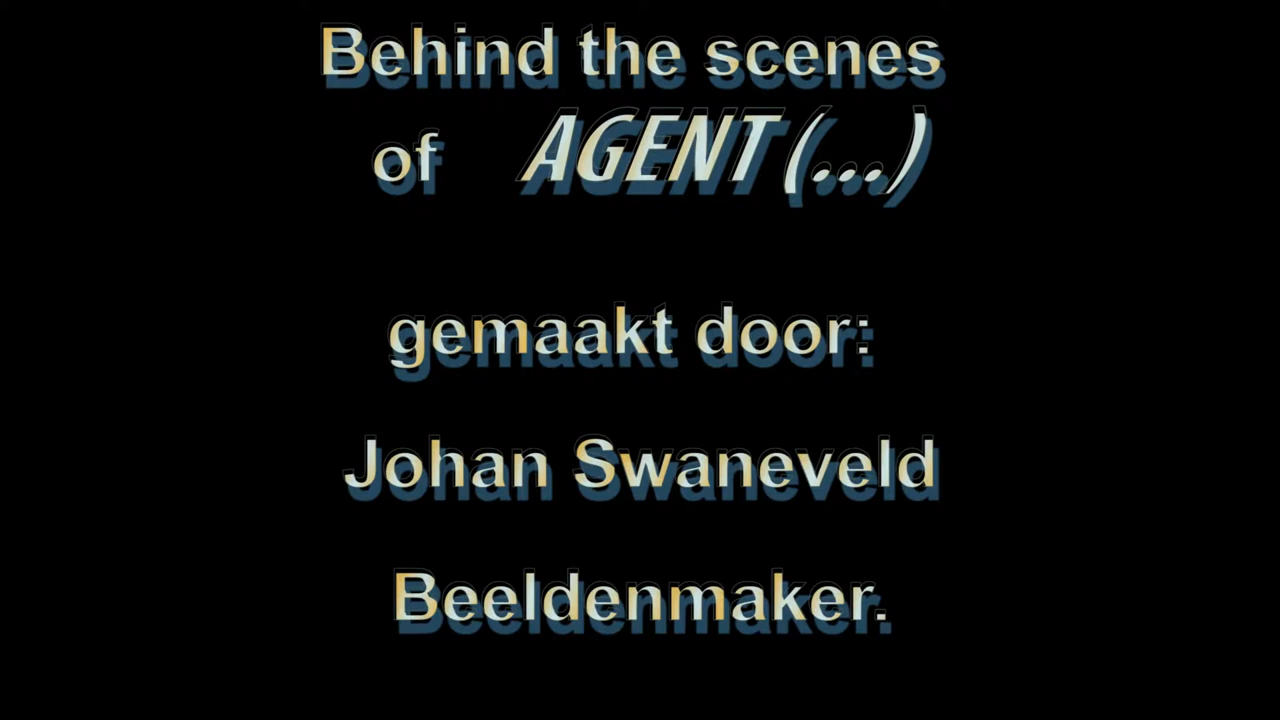 Behind the scenes
of AGENT (...)
gemaakt door:
Johan Swaneveld
Beeldenmaker.